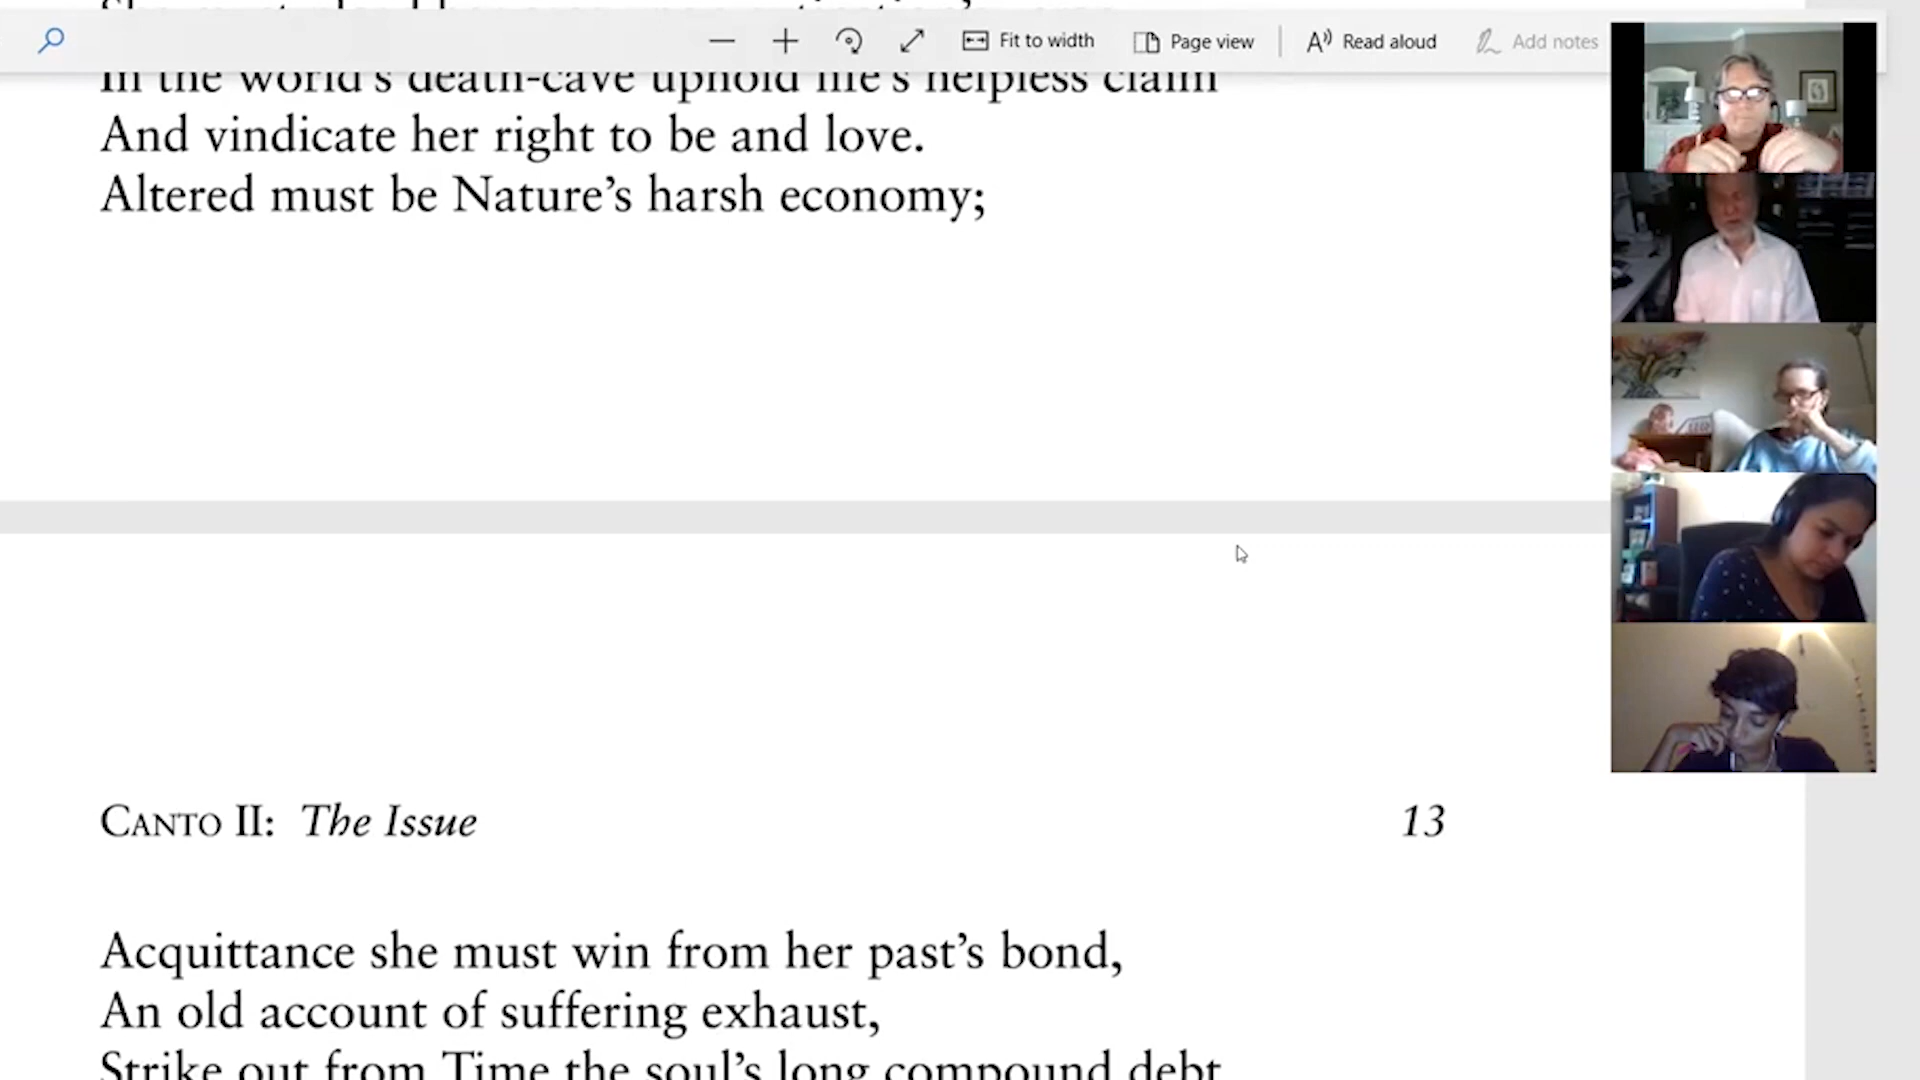 Fit to width
Page view
Read aloud
Add notes
In the world’s death-cave uphold life’s helpless claim
And vindicate her right to be and love.
Altered must be Nature’s harsh economy;
CANTO II: The Issue 13
Acquittance she must win from her past’s bond,
An old account of suffering exhaust,
Strike out from Time the soul’s long compound debt